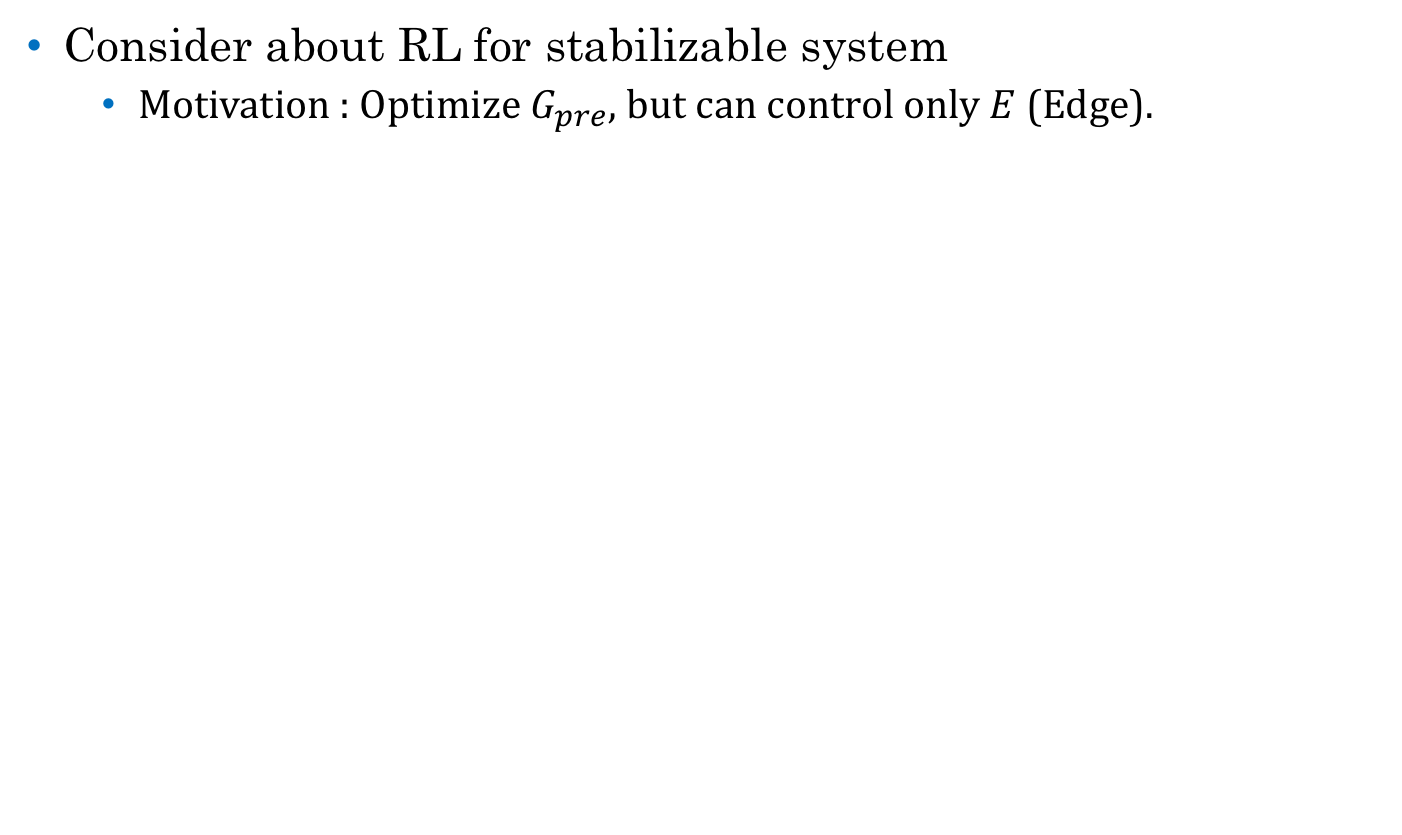 • Consider about RL for stabilizable system
• Motivation : Optimize G_pre, but can control only E (Edge).